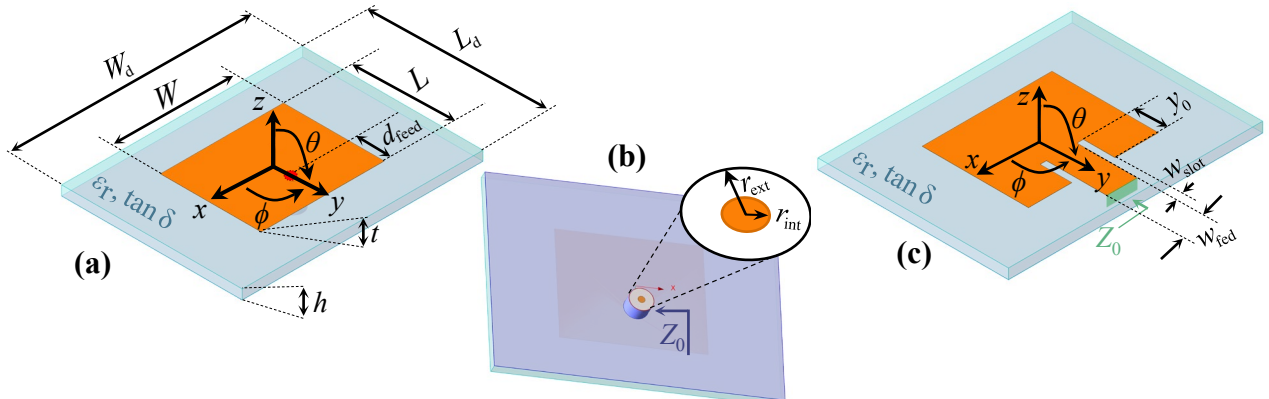 W_d
L_d
W
L
z
d_feed
θ
ε_r, tan δ
x
ϕ
y
t
(a)
h
(b)
r_ext
r_int
x
Z_0
z
y_0
θ
ε_r, tan δ
x
ϕ
y
w_slot
w_fed
Z_0
(c)